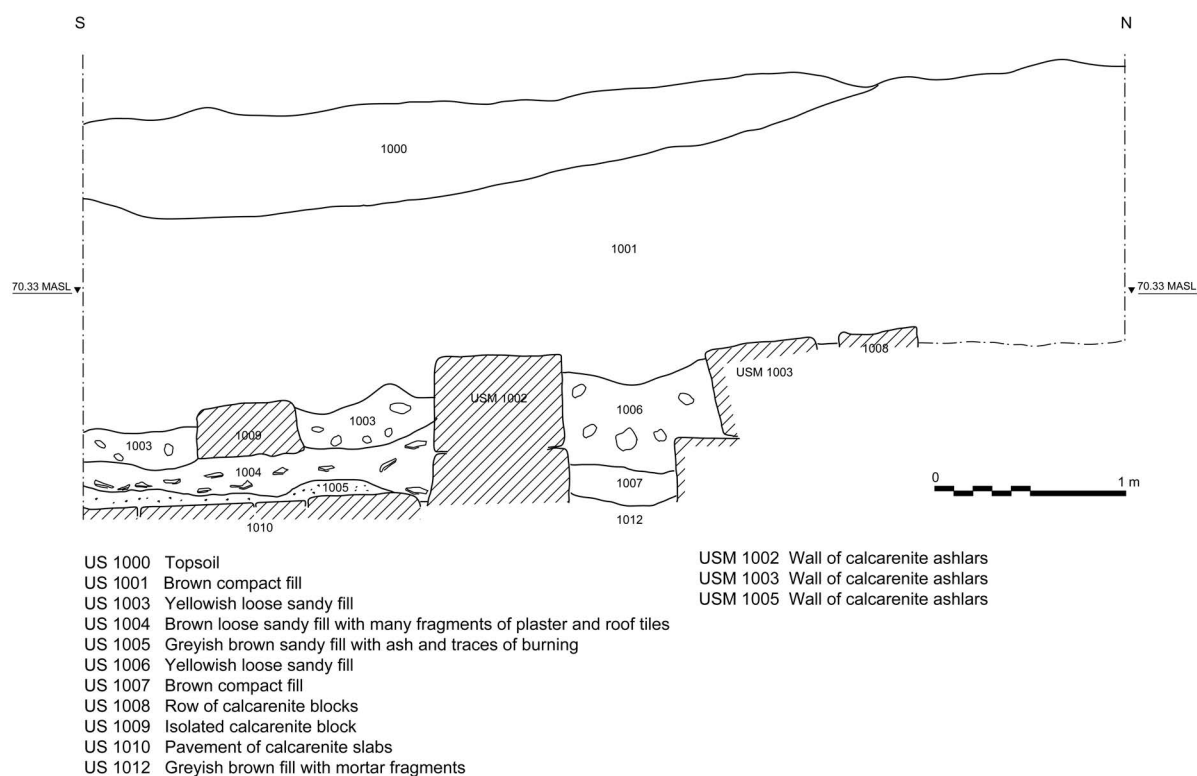 S
N
1000
1001
70.33 MASL
70.33 MASL
1008
USM 1003
USM 1002
1006
1003
1009
1003
1004
1005
1007
1010
1012
0
1 m
US 1000 Topsoil
US 1001 Brown compact fill
US 1003 Yellowish loose sandy fill
US 1004 Brown loose sandy fill with many fragments of plaster and roof tiles
US 1005 Greyish brown sandy fill with ash and traces of burning
US 1006 Yellowish loose sandy fill
US 1007 Brown compact fill
US 1008 Row of calcarenite blocks
US 1009 Isolated calcarenite block
US 1010 Pavement of calcarenite slabs
US 1012 Greyish brown fill with mortar fragments
USM 1002 Wall of calcarenite ashlars
USM 1003 Wall of calcarenite ashlars
USM 1005 Wall of calcarenite ashlars